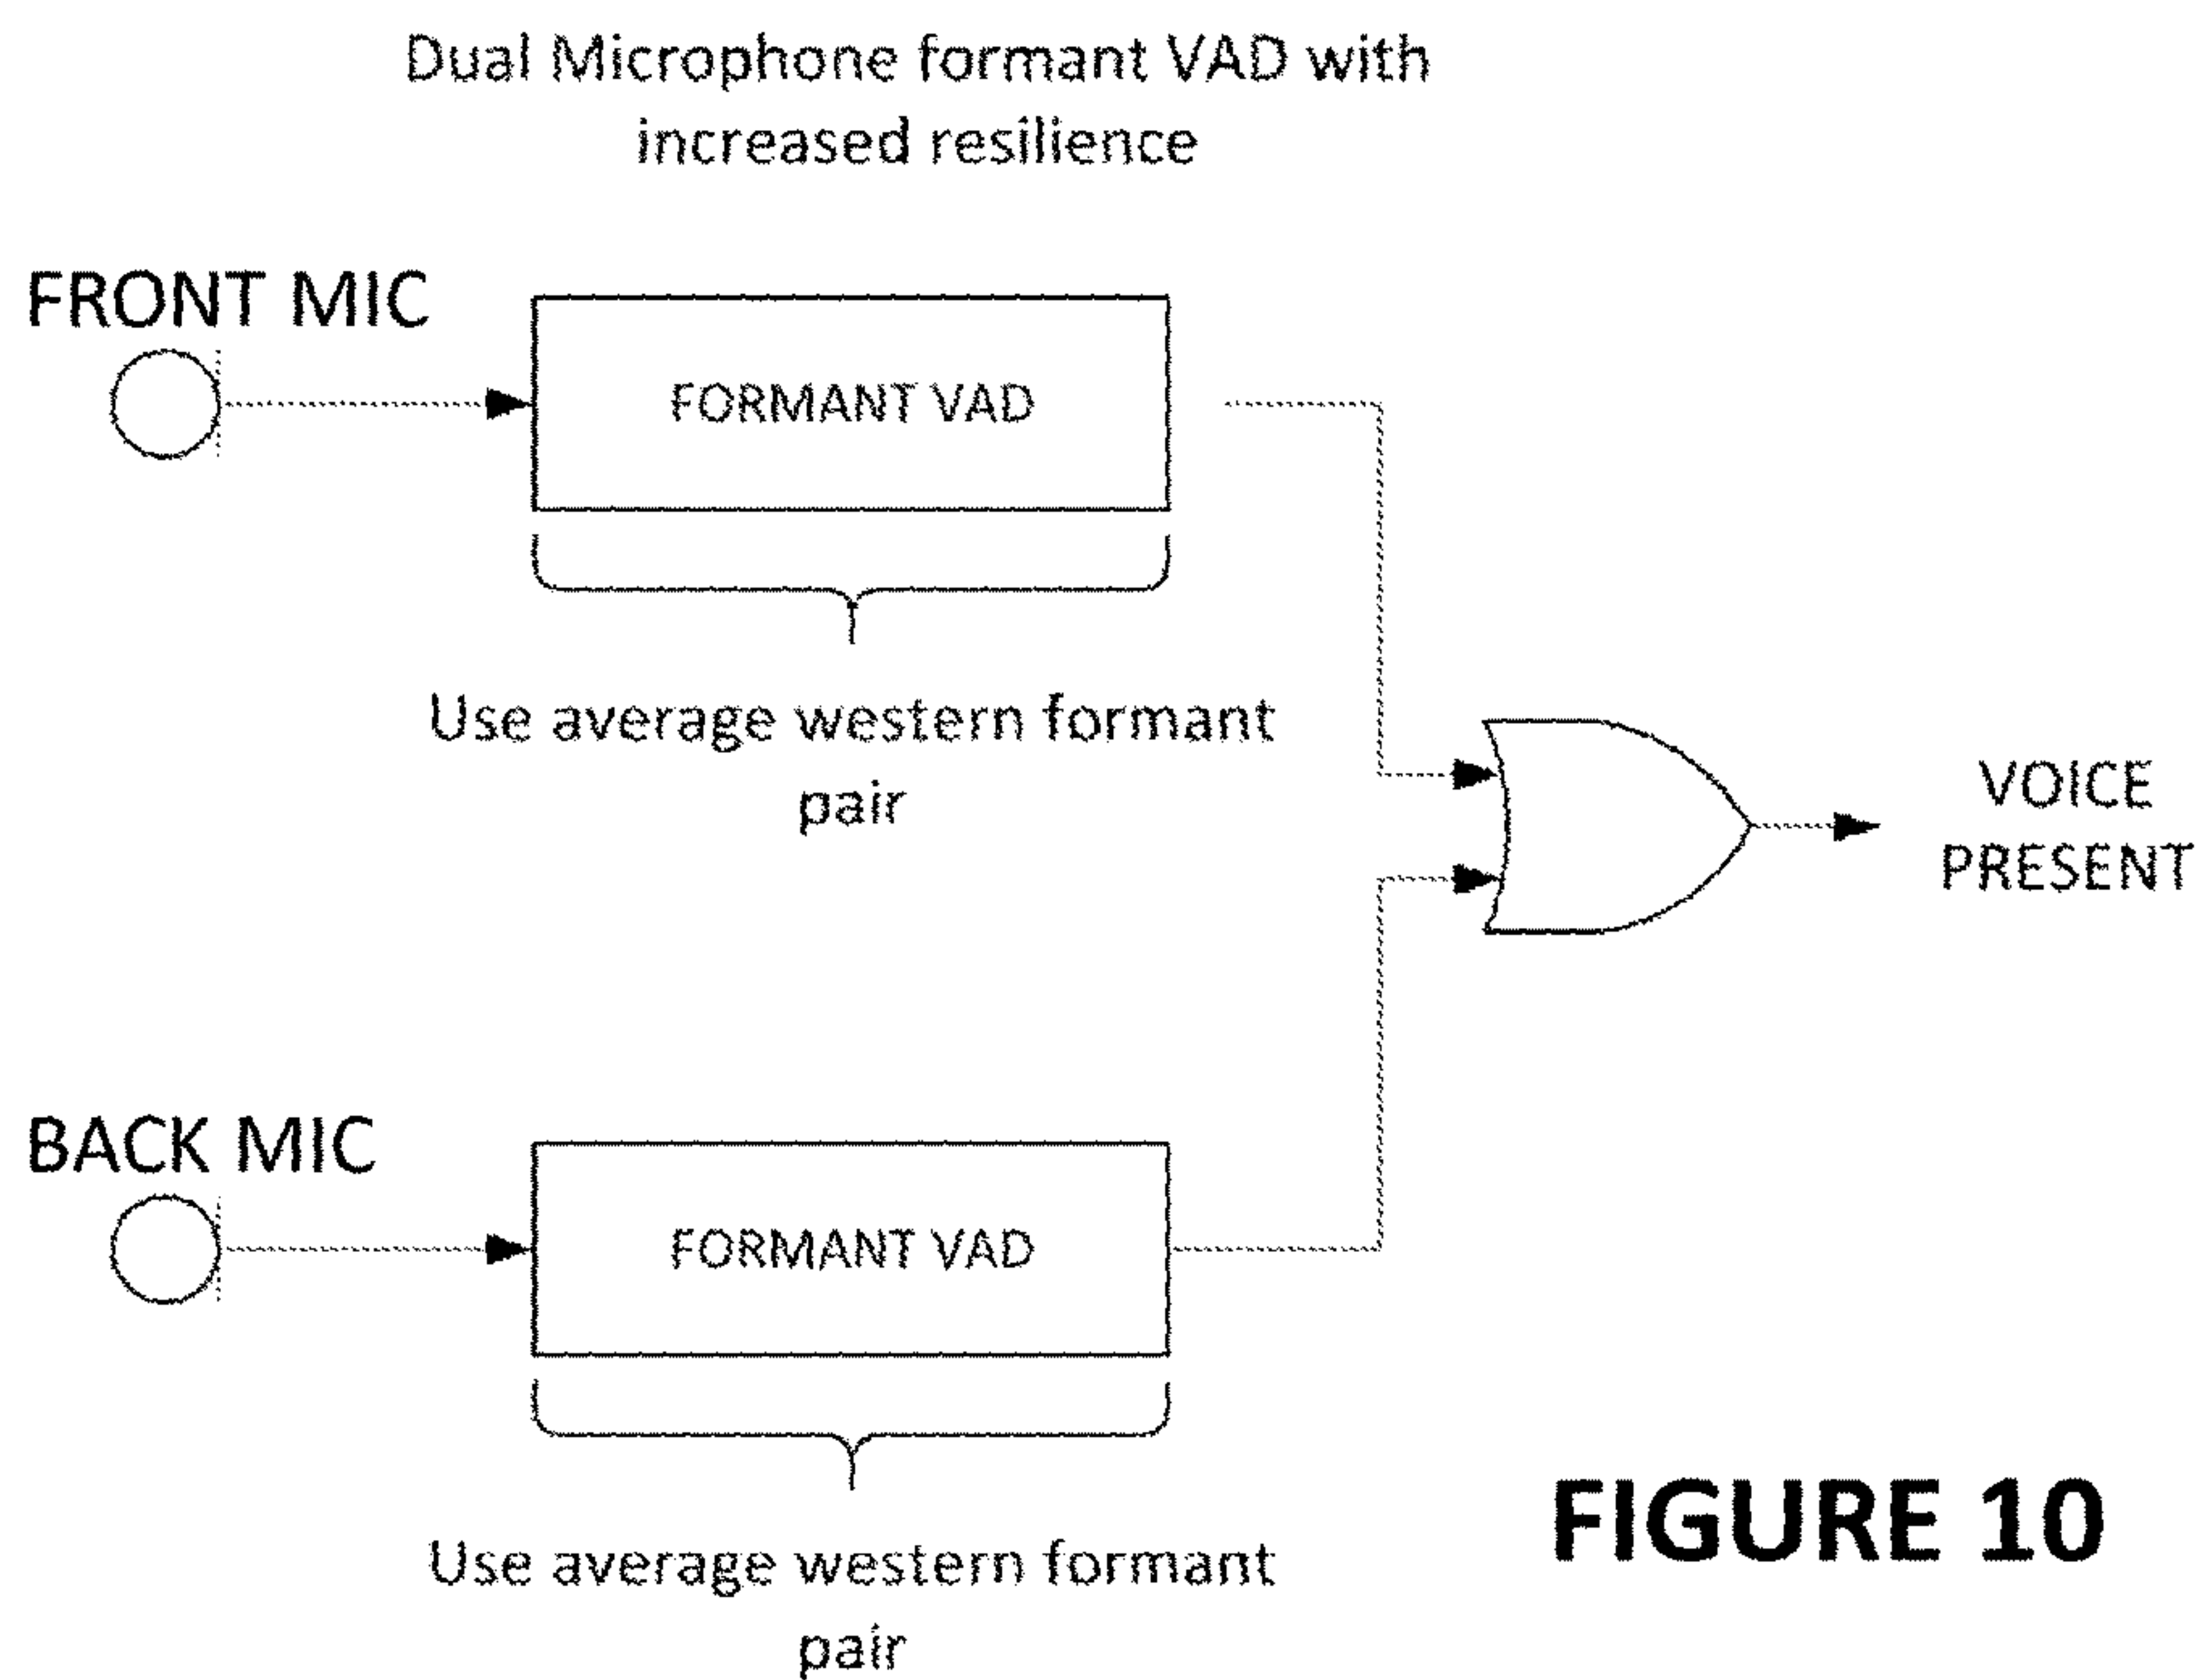 Dual Microphone formant VAD with
increased resilience
FRONT MIC
FORMANT VAD
Use average western formant
pair
VOICE
PRESENT
BACK MIC
FORMANT VAD
Use average western formant
pair
FIGURE 10